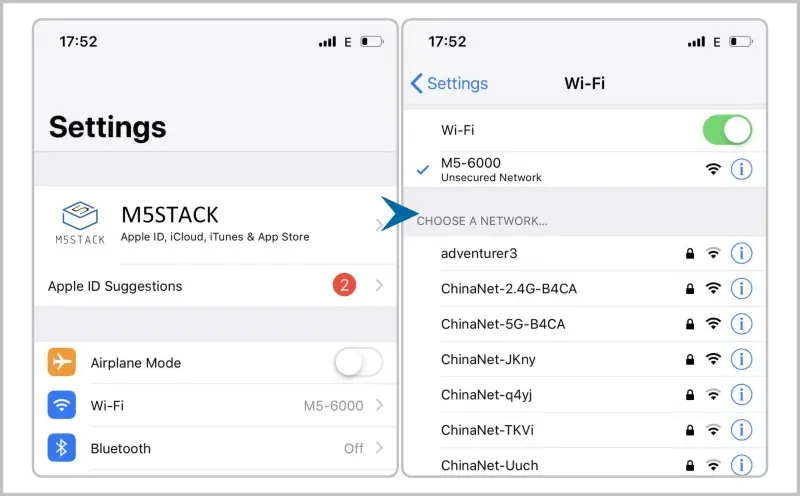 17:52
E
Settings
M5STACK
M5STACK
Apple ID, iCloud, iTunes & App Store
Apple ID Suggestions
2
Airplane Mode
Wi-Fi
M5-6000
Bluetooth
Off
17:52
E
Settings
Wi-Fi
Wi-Fi
M5-6000
Unsecured Network
CHOOSE A NETWORK...
adventurer3
ChinaNet-2.4G-B4CA
ChinaNet-5G-B4CA
ChinaNet-JKny
ChinaNet-q4yj
ChinaNet-TKVi
ChinaNet-Uuch